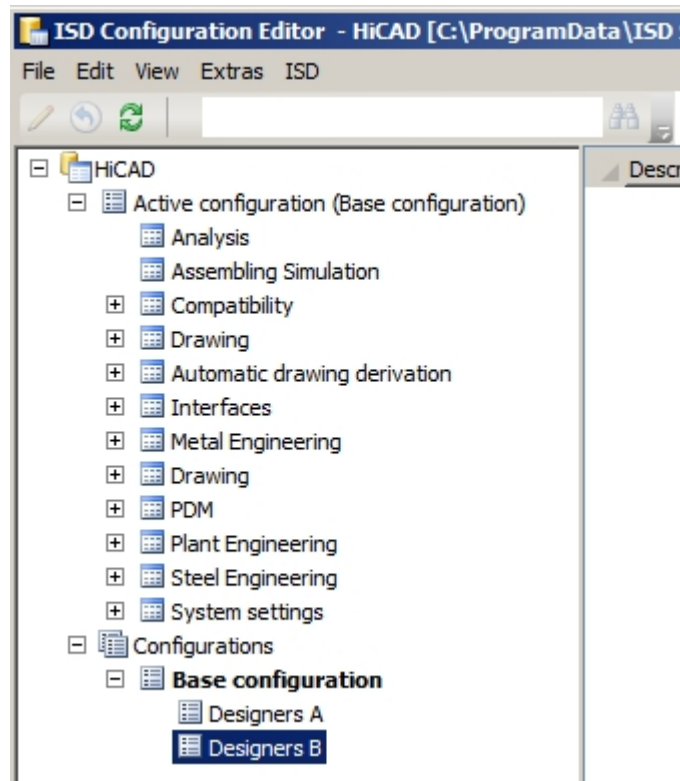 ISD Configuration Editor - HiCAD [C:\ProgramData\ISD
File Edit View Extras ISD
HiCAD
Descr
Active configuration (Base configuration)
Analysis
Assembling Simulation
Compatibility
Drawing
Automatic drawing derivation
Interfaces
Metal Engineering
Drawing
PDM
Plant Engineering
Steel Engineering
System settings
Configurations
Base configuration
Designers A
Designers B